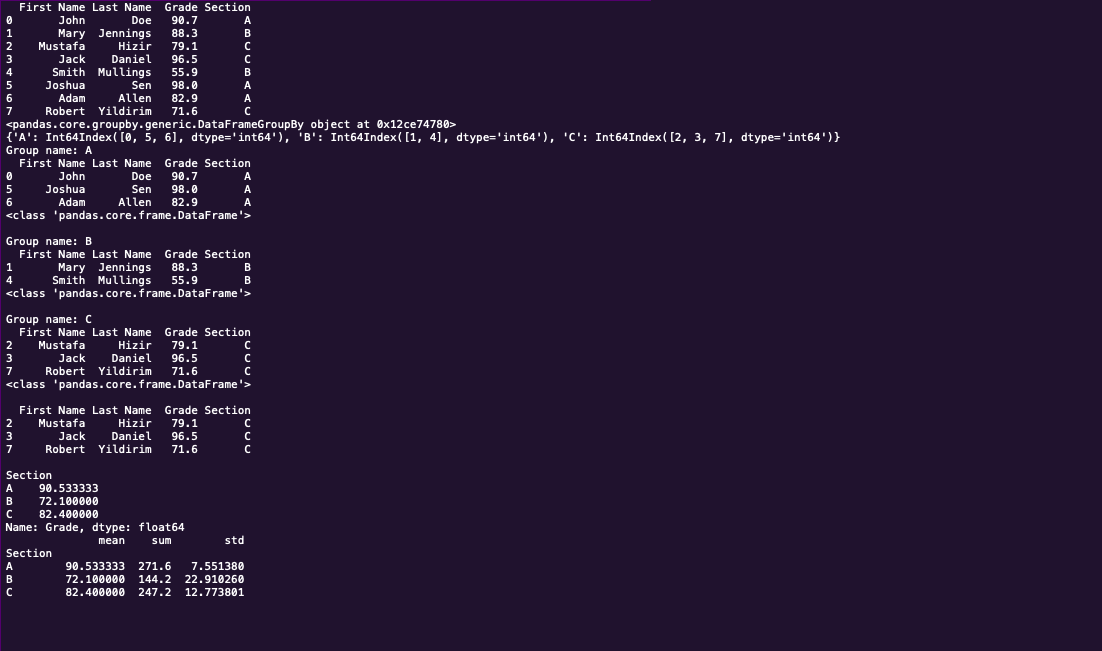 First Name Last Name  Grade Section
0       John       Doe   90.7       A
1       Mary  Jennings   88.3       B
2    Mustafa     Hizir   79.1       C
3       Jack    Daniel   96.5       C
4      Smith  Mullings   55.9       B
5     Joshua       Sen   98.0       A
6       Adam     Allen   82.9       A
7     Robert  Yildirim   71.6       C
<pandas.core.groupby.generic.DataFrameGroupBy object at 0x12ce74780>
{'A': Int64Index([0, 5, 6], dtype='int64'), 'B': Int64Index([1, 4], dtype='int64'), 'C': Int64Index([2, 3, 7], dtype='int64')}
Group name: A
  First Name Last Name  Grade Section
0       John       Doe   90.7       A
5     Joshua       Sen   98.0       A
6       Adam     Allen   82.9       A
<class 'pandas.core.frame.DataFrame'>

Group name: B
  First Name Last Name  Grade Section
1       Mary  Jennings   88.3       B
4      Smith  Mullings   55.9       B
<class 'pandas.core.frame.DataFrame'>

Group name: C
  First Name Last Name  Grade Section
2    Mustafa     Hizir   79.1       C
3       Jack    Daniel   96.5       C
7     Robert  Yildirim   71.6       C
<class 'pandas.core.frame.DataFrame'>

  First Name Last Name  Grade Section
2    Mustafa     Hizir   79.1       C
3       Jack    Daniel   96.5       C
7     Robert  Yildirim   71.6       C

Section
A    90.533333
B    72.100000
C    82.400000
Name: Grade, dtype: float64
              mean    sum        std
Section
A        90.533333  271.6   7.551380
B        72.100000  144.2  22.910260
C        82.400000  247.2  12.773801